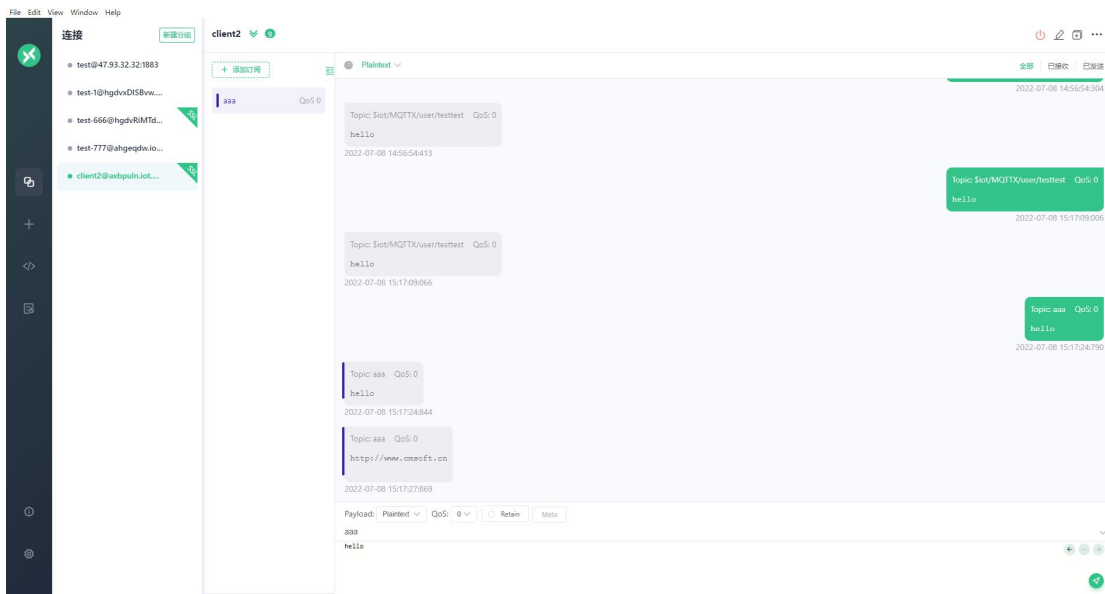 File Edit View Window Help
连接
新建分组
test@47.93.32.32:1883
test-1@hgdvxDISBvw....
test-666@hgdvRiMTd...
SSL
test-777@ahgeqdw.io...
client2@axbpuln.iot....
SSL
client2 9
+ 添加订阅
aaa QoS 0
Plaintext
全部 已接收 已发送
2022-07-08 14:56:54:304
Topic: $iot/MQTTX/user/testtest QoS: 0
hello
2022-07-08 14:56:54:413
Topic: $iot/MQTTX/user/testtest QoS: 0
hello
2022-07-08 15:17:09:006
Topic: $iot/MQTTX/user/testtest QoS: 0
hello
2022-07-08 15:17:09:066
Topic: aaa QoS: 0
hello
2022-07-08 15:17:24:790
Topic: aaa QoS: 0
hello
2022-07-08 15:17:24:844
Topic: aaa QoS: 0
http://www.cmsoft.cn
2022-07-08 15:17:27:869
Payload: Plaintext QoS: 0 Retain Meta
aaa
hello